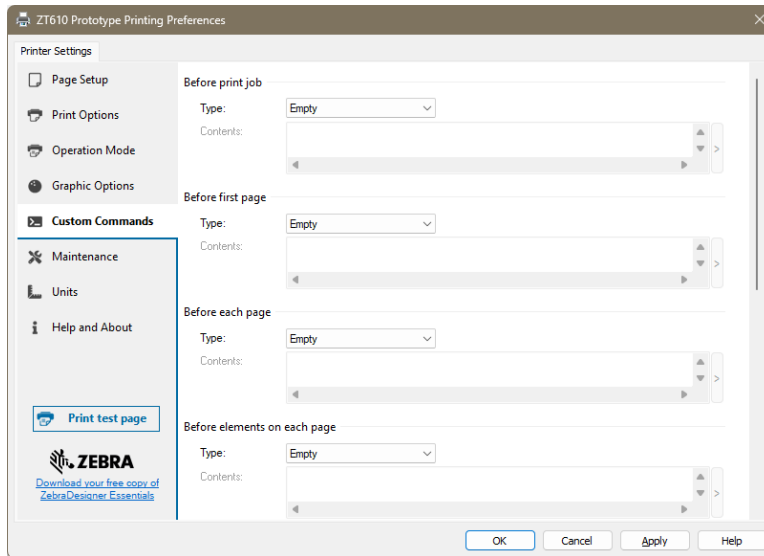 ZT610 Prototype Printing Preferences
Printer Settings
Page Setup
Print Options
Operation Mode
Graphic Options
Custom Commands
Maintenance
Units
Help and About
Print test page
ZEBRA
Download your free copy of
ZebraDesigner Essentials
Before print job
Type: Empty
Contents:
Before first page
Type: Empty
Contents:
Before each page
Type: Empty
Contents:
Before elements on each page
Type: Empty
Contents:
OK Cancel Apply Help